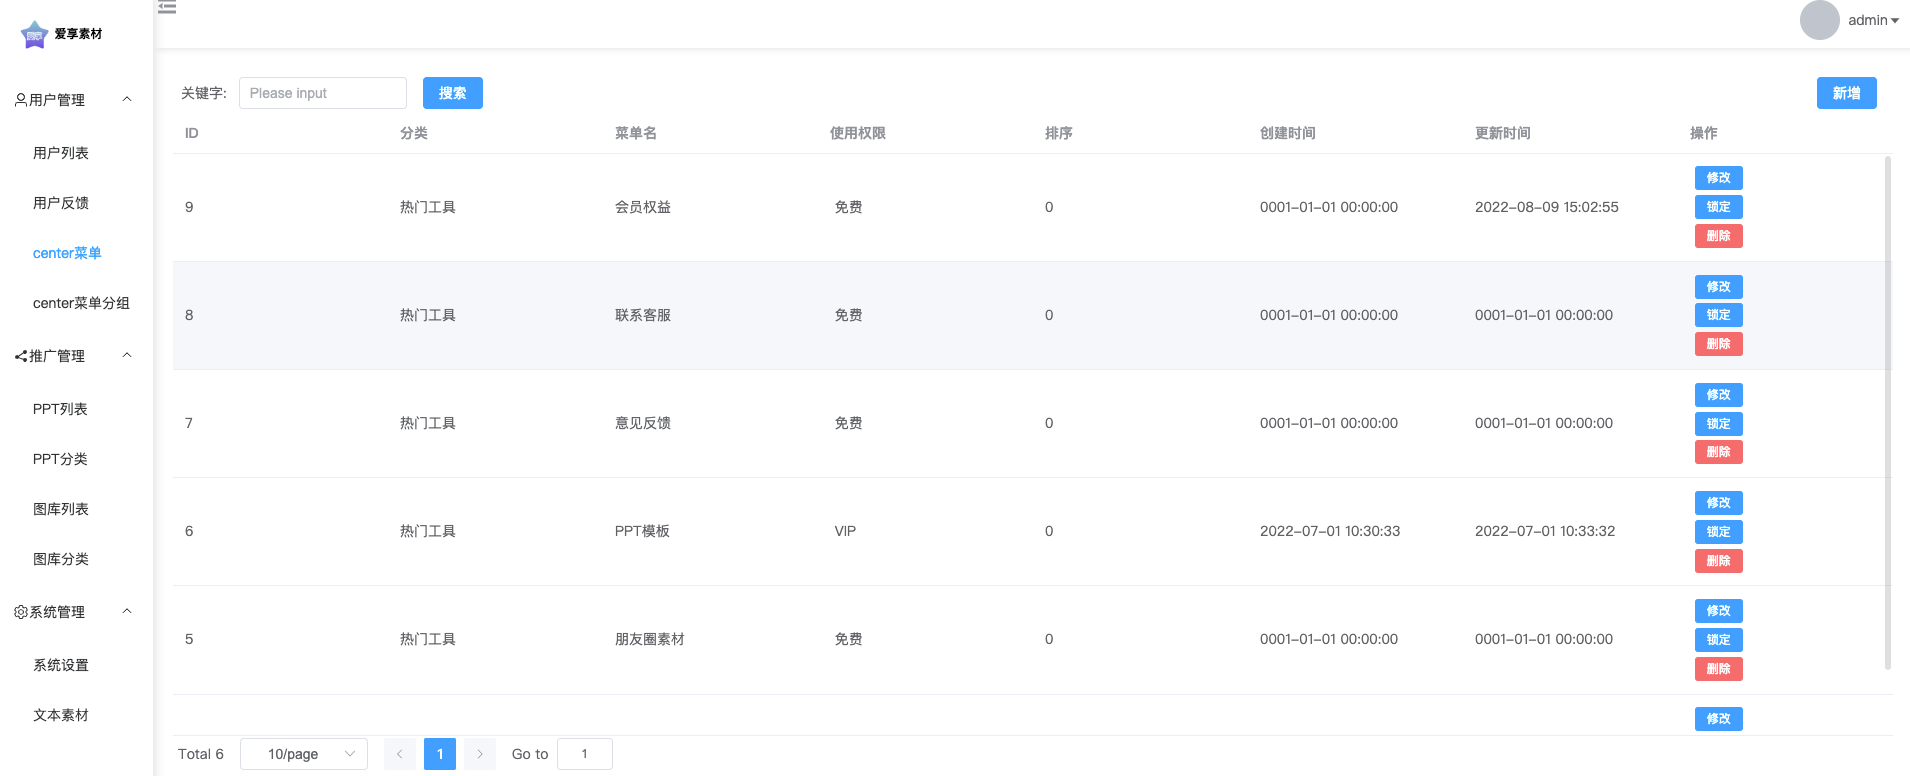 爱享素材
admin
用户管理
用户列表
用户反馈
center菜单
center菜单分组
推广管理
PPT列表
PPT分类
图库列表
图库分类
系统管理
系统设置
文本素材
关键字: Please input 搜索 新增
ID 分类 菜单名 使用权限 排序 创建时间 更新时间 操作
9 热门工具 会员权益 免费 0 0001-01-01 00:00:00 2022-08-09 15:02:55 修改 锁定 删除
8 热门工具 联系客服 免费 0 0001-01-01 00:00:00 0001-01-01 00:00:00 修改 锁定 删除
7 热门工具 意见反馈 免费 0 0001-01-01 00:00:00 0001-01-01 00:00:00 修改 锁定 删除
6 热门工具 PPT模板 VIP 0 2022-07-01 10:30:33 2022-07-01 10:33:32 修改 锁定 删除
5 热门工具 朋友圈素材 免费 0 0001-01-01 00:00:00 0001-01-01 00:00:00 修改 锁定 删除
修改
Total 6 10/page 1 Go to 1